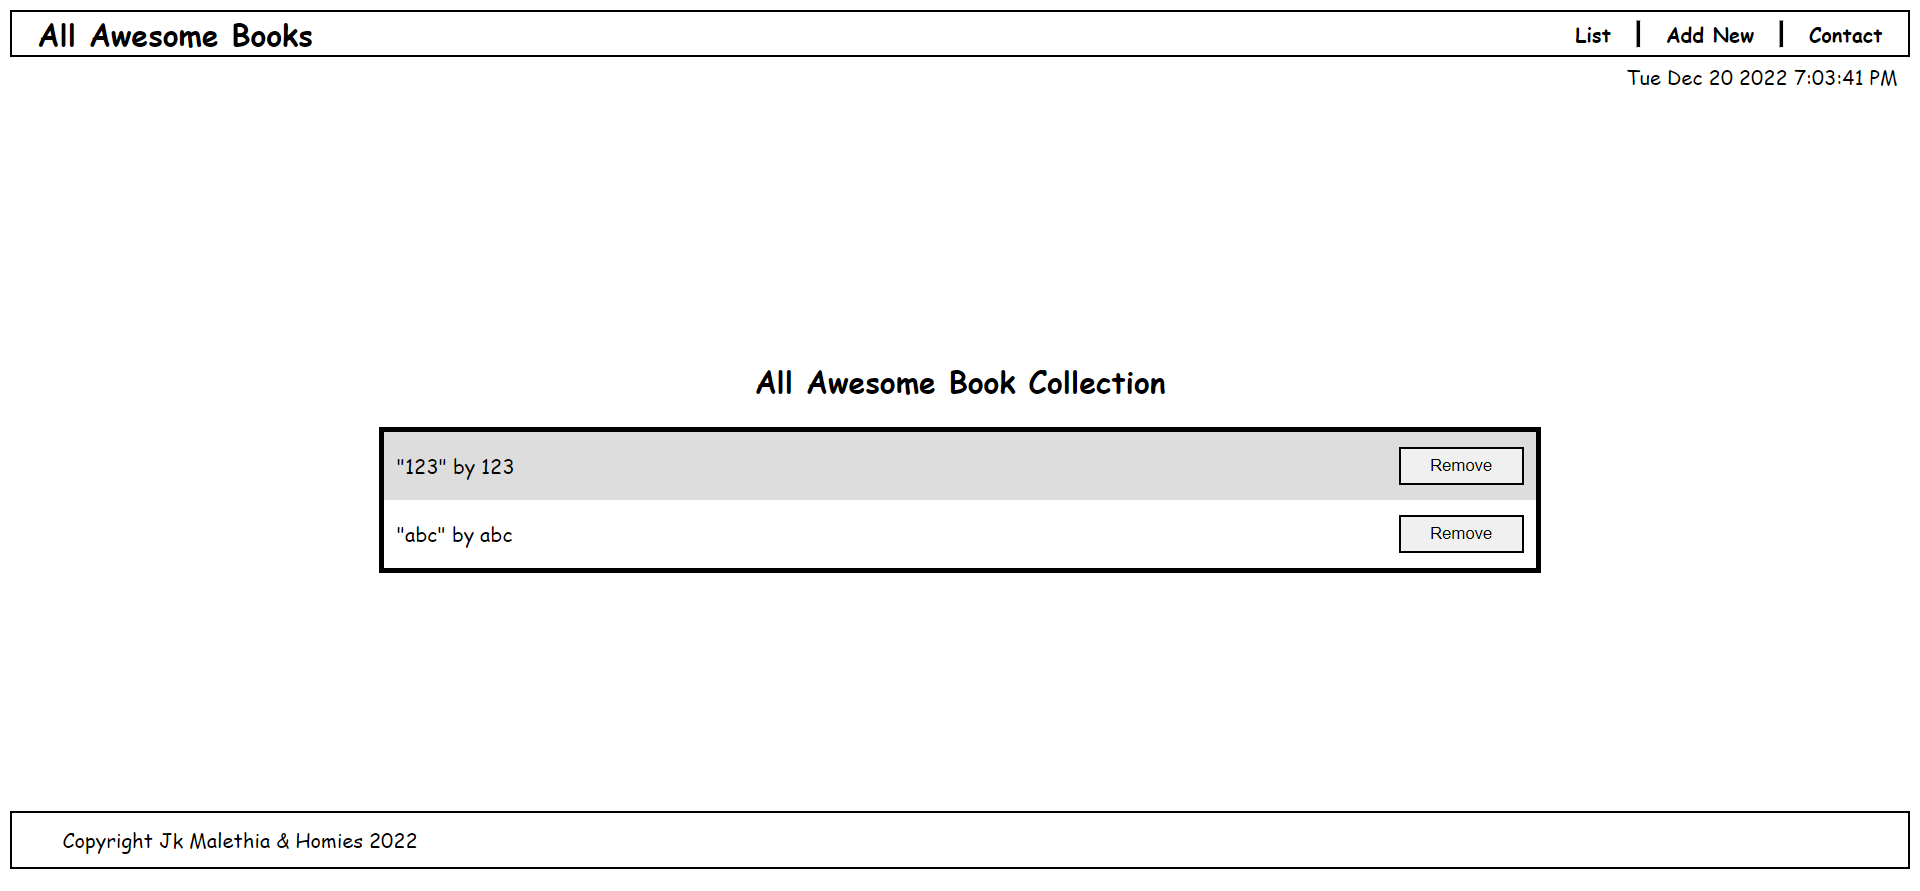 All Awesome Books
List Add New Contact
Tue Dec 20 2022 7:03:41 PM
All Awesome Book Collection
"123" by 123 Remove
"abc" by abc Remove
Copyright Jk Malethia & Homies 2022